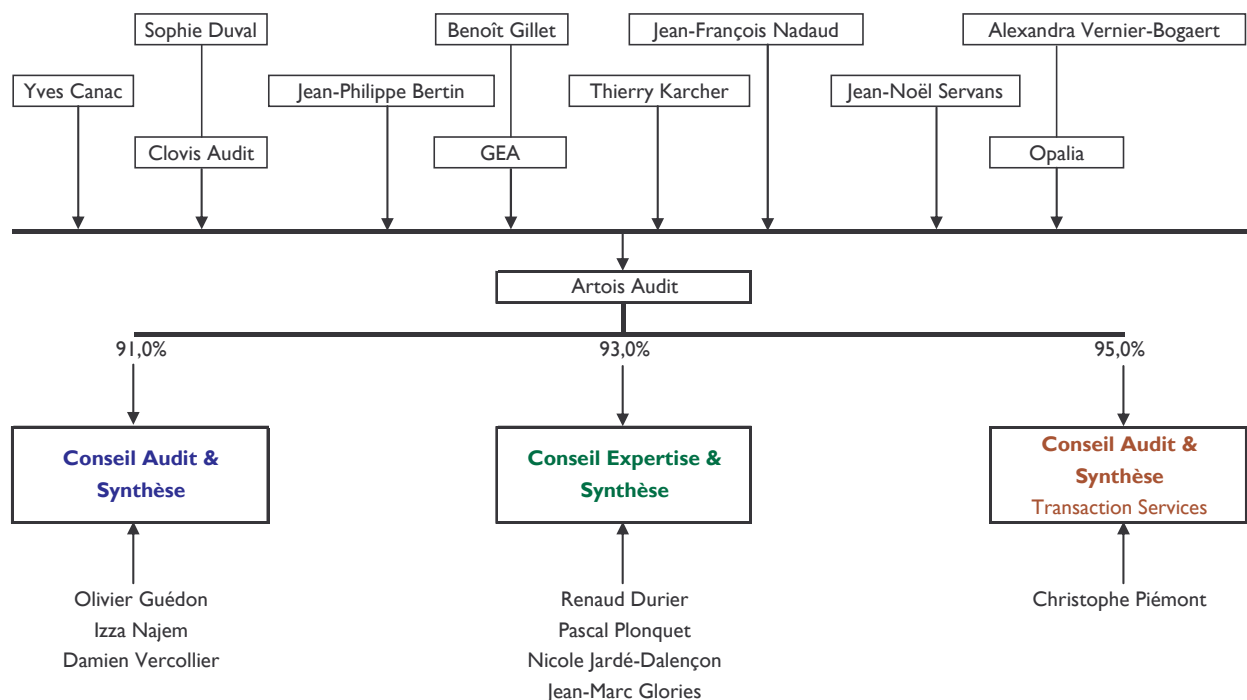 Sophie Duval
Benoît Gillet
Jean-François Nadaud
Alexandra Vernier-Bogaert
Yves Canac
Jean-Philippe Bertin
Thierry Karcher
Jean-Noël Servans
Clovis Audit
GEA
Opalia
Artois Audit
91,0%
93,0%
95,0%
Conseil Audit &
Synthèse
Conseil Expertise &
Synthèse
Conseil Audit &
Synthèse
Transaction Services
Olivier Guédon
Izza Najem
Damien Vercollier
Renaud Durier
Pascal Plonquet
Nicole Jardé-Dalençon
Jean-Marc Glories
Christophe Piémont